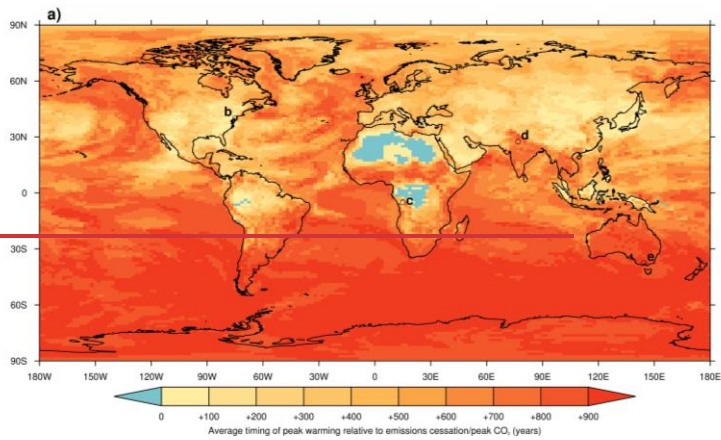 a)
90N
60N
30N
0
30S
60S
90S
b
c
d
e
180W 150W 120W 90W 60W 30W 0 30E 60E 90E 120E 150E 180E
0 +100 +200 +300 +400 +500 +600 +700 +800 +900
Average timing of peak warming relative to emissions cessation/peak CO₂ (years)